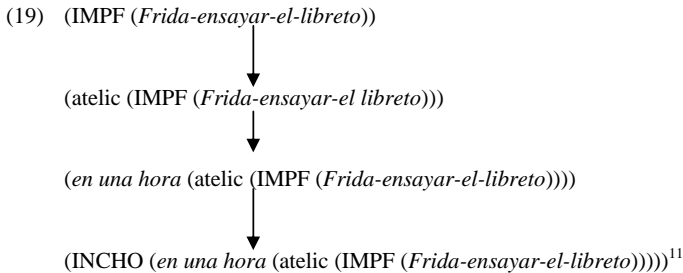 (19) (IMPF (Frida-ensayar-el-libreto))
(atelic (IMPF (Frida-ensayar-el libreto)))
(en una hora (atelic (IMPF (Frida-ensayar-el-libreto))))
(INCHO (en una hora (atelic (IMPF (Frida-ensayar-el-libreto)))))11